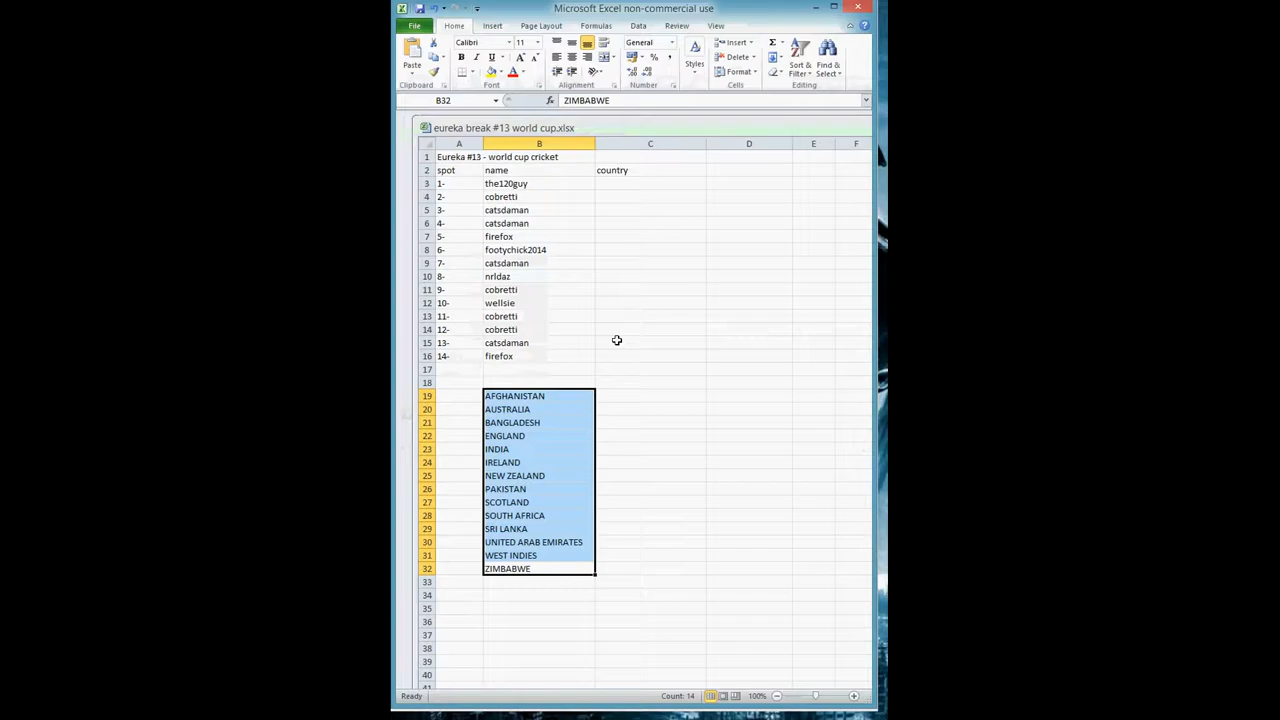 Microsoft Excel non-commercial use
File Home Insert Page Layout Formulas Data Review View
Calibri 11 General Insert Σ
Paste B I U A A % , Styles Delete Sort & Filter Find & Select
Format
Clipboard Font Alignment Number Cells Editing
B32 fx ZIMBABWE
eureka break #13 world cup.xlsx
A B C D E F
1 Eureka #13 - world cup cricket
2 spot name country
3 1- the120guy
4 2- cobretti
5 3- catsdaman
6 4- catsdaman
7 5- firefox
8 6- footychick2014
9 7- catsdaman
10 8- nrldaz
11 9- cobretti
12 10- wellsie
13 11- cobretti
14 12- cobretti
15 13- catsdaman
16 14- firefox
17
18
19 AFGHANISTAN
20 AUSTRALIA
21 BANGLADESH
22 ENGLAND
23 INDIA
24 IRELAND
25 NEW ZEALAND
26 PAKISTAN
27 SCOTLAND
28 SOUTH AFRICA
29 SRI LANKA
30 UNITED ARAB EMIRATES
31 WEST INDIES
32 ZIMBABWE
33
34
35
36
37
38
39
40
41
Ready Count: 14 100%